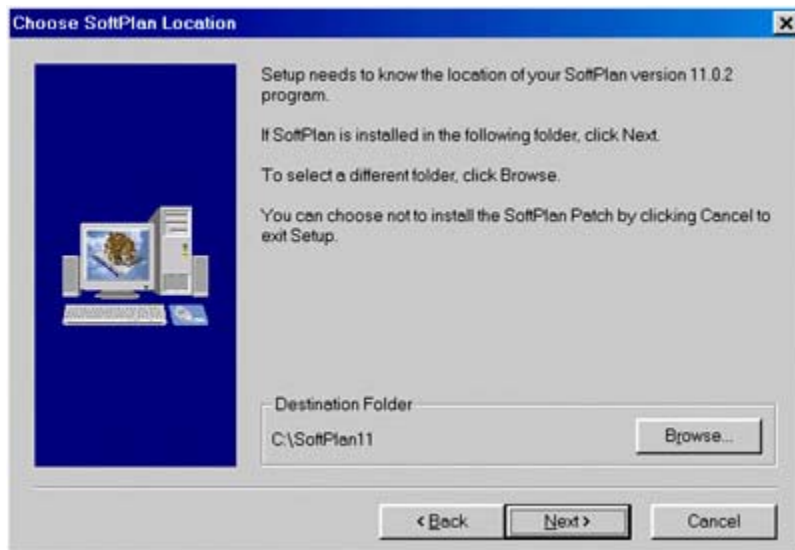 Choose SoftPlan Location
Setup needs to know the location of your SoftPlan version 11.0.2
program.
If SoftPlan is installed in the following folder, click Next.
To select a different folder, click Browse.
You can choose not to install the SoftPlan Patch by clicking Cancel to
exit Setup.
Destination Folder
C:\SoftPlan11
Browse...
< Back
Next >
Cancel